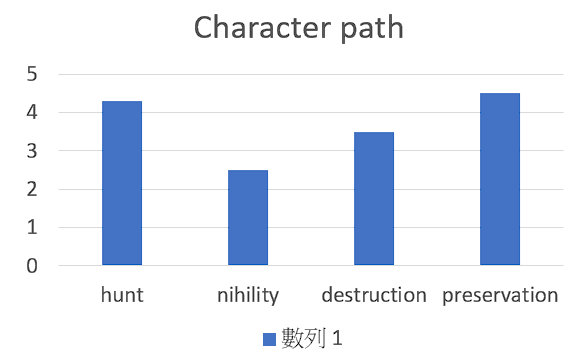 Character path
5
4
3
2
1
0
hunt nihility destruction preservation
數列 1